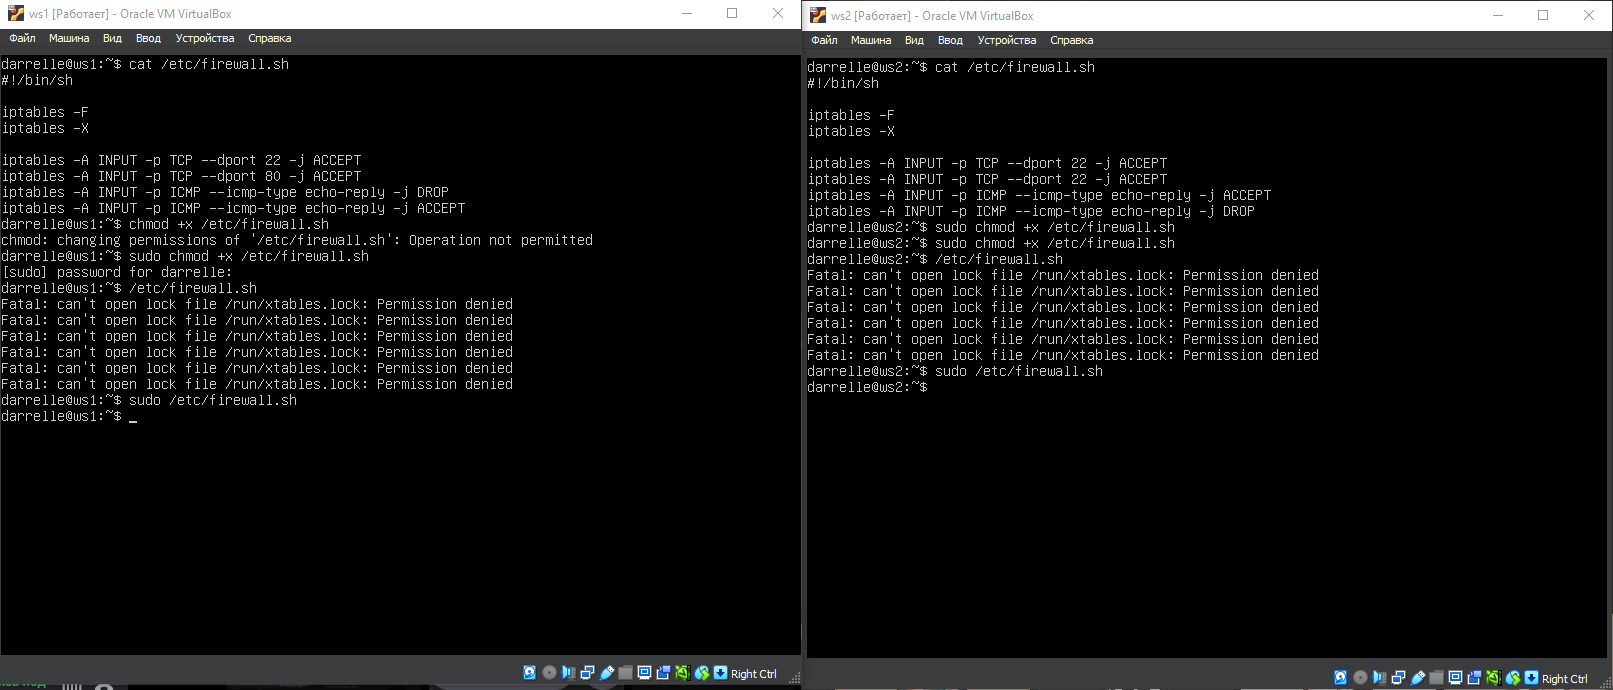 ws1 [Работает] - Oracle VM VirtualBox
Файл Машина Вид Ввод Устройства Справка
darrelle@ws1:~$ cat /etc/firewall.sh
#!/bin/sh
iptables -F
iptables -X
iptables -A INPUT -p TCP --dport 22 -j ACCEPT
iptables -A INPUT -p TCP --dport 80 -j ACCEPT
iptables -A INPUT -p ICMP --icmp-type echo-reply -j DROP
iptables -A INPUT -p ICMP --icmp-type echo-reply -j ACCEPT
darrelle@ws1:~$ chmod +x /etc/firewall.sh
chmod: changing permissions of '/etc/firewall.sh': Operation not permitted
darrelle@ws1:~$ sudo chmod +x /etc/firewall.sh
[sudo] password for darrelle:
darrelle@ws1:~$ /etc/firewall.sh
Fatal: can't open lock file /run/xtables.lock: Permission denied
Fatal: can't open lock file /run/xtables.lock: Permission denied
Fatal: can't open lock file /run/xtables.lock: Permission denied
Fatal: can't open lock file /run/xtables.lock: Permission denied
Fatal: can't open lock file /run/xtables.lock: Permission denied
Fatal: can't open lock file /run/xtables.lock: Permission denied
darrelle@ws1:~$ sudo /etc/firewall.sh
darrelle@ws1:~$ _
Right Ctrl
ws2 [Работает] - Oracle VM VirtualBox
Файл Машина Вид Ввод Устройства Справка
darrelle@ws2:~$ cat /etc/firewall.sh
#!/bin/sh
iptables -F
iptables -X
iptables -A INPUT -p TCP --dport 22 -j ACCEPT
iptables -A INPUT -p TCP --dport 22 -j ACCEPT
iptables -A INPUT -p ICMP --icmp-type echo-reply -j ACCEPT
iptables -A INPUT -p ICMP --icmp-type echo-reply -j DROP
darrelle@ws2:~$ sudo chmod +x /etc/firewall.sh
darrelle@ws2:~$ sudo chmod +x /etc/firewall.sh
darrelle@ws2:~$ /etc/firewall.sh
Fatal: can't open lock file /run/xtables.lock: Permission denied
Fatal: can't open lock file /run/xtables.lock: Permission denied
Fatal: can't open lock file /run/xtables.lock: Permission denied
Fatal: can't open lock file /run/xtables.lock: Permission denied
Fatal: can't open lock file /run/xtables.lock: Permission denied
Fatal: can't open lock file /run/xtables.lock: Permission denied
darrelle@ws2:~$ sudo /etc/firewall.sh
darrelle@ws2:~$
Right Ctrl